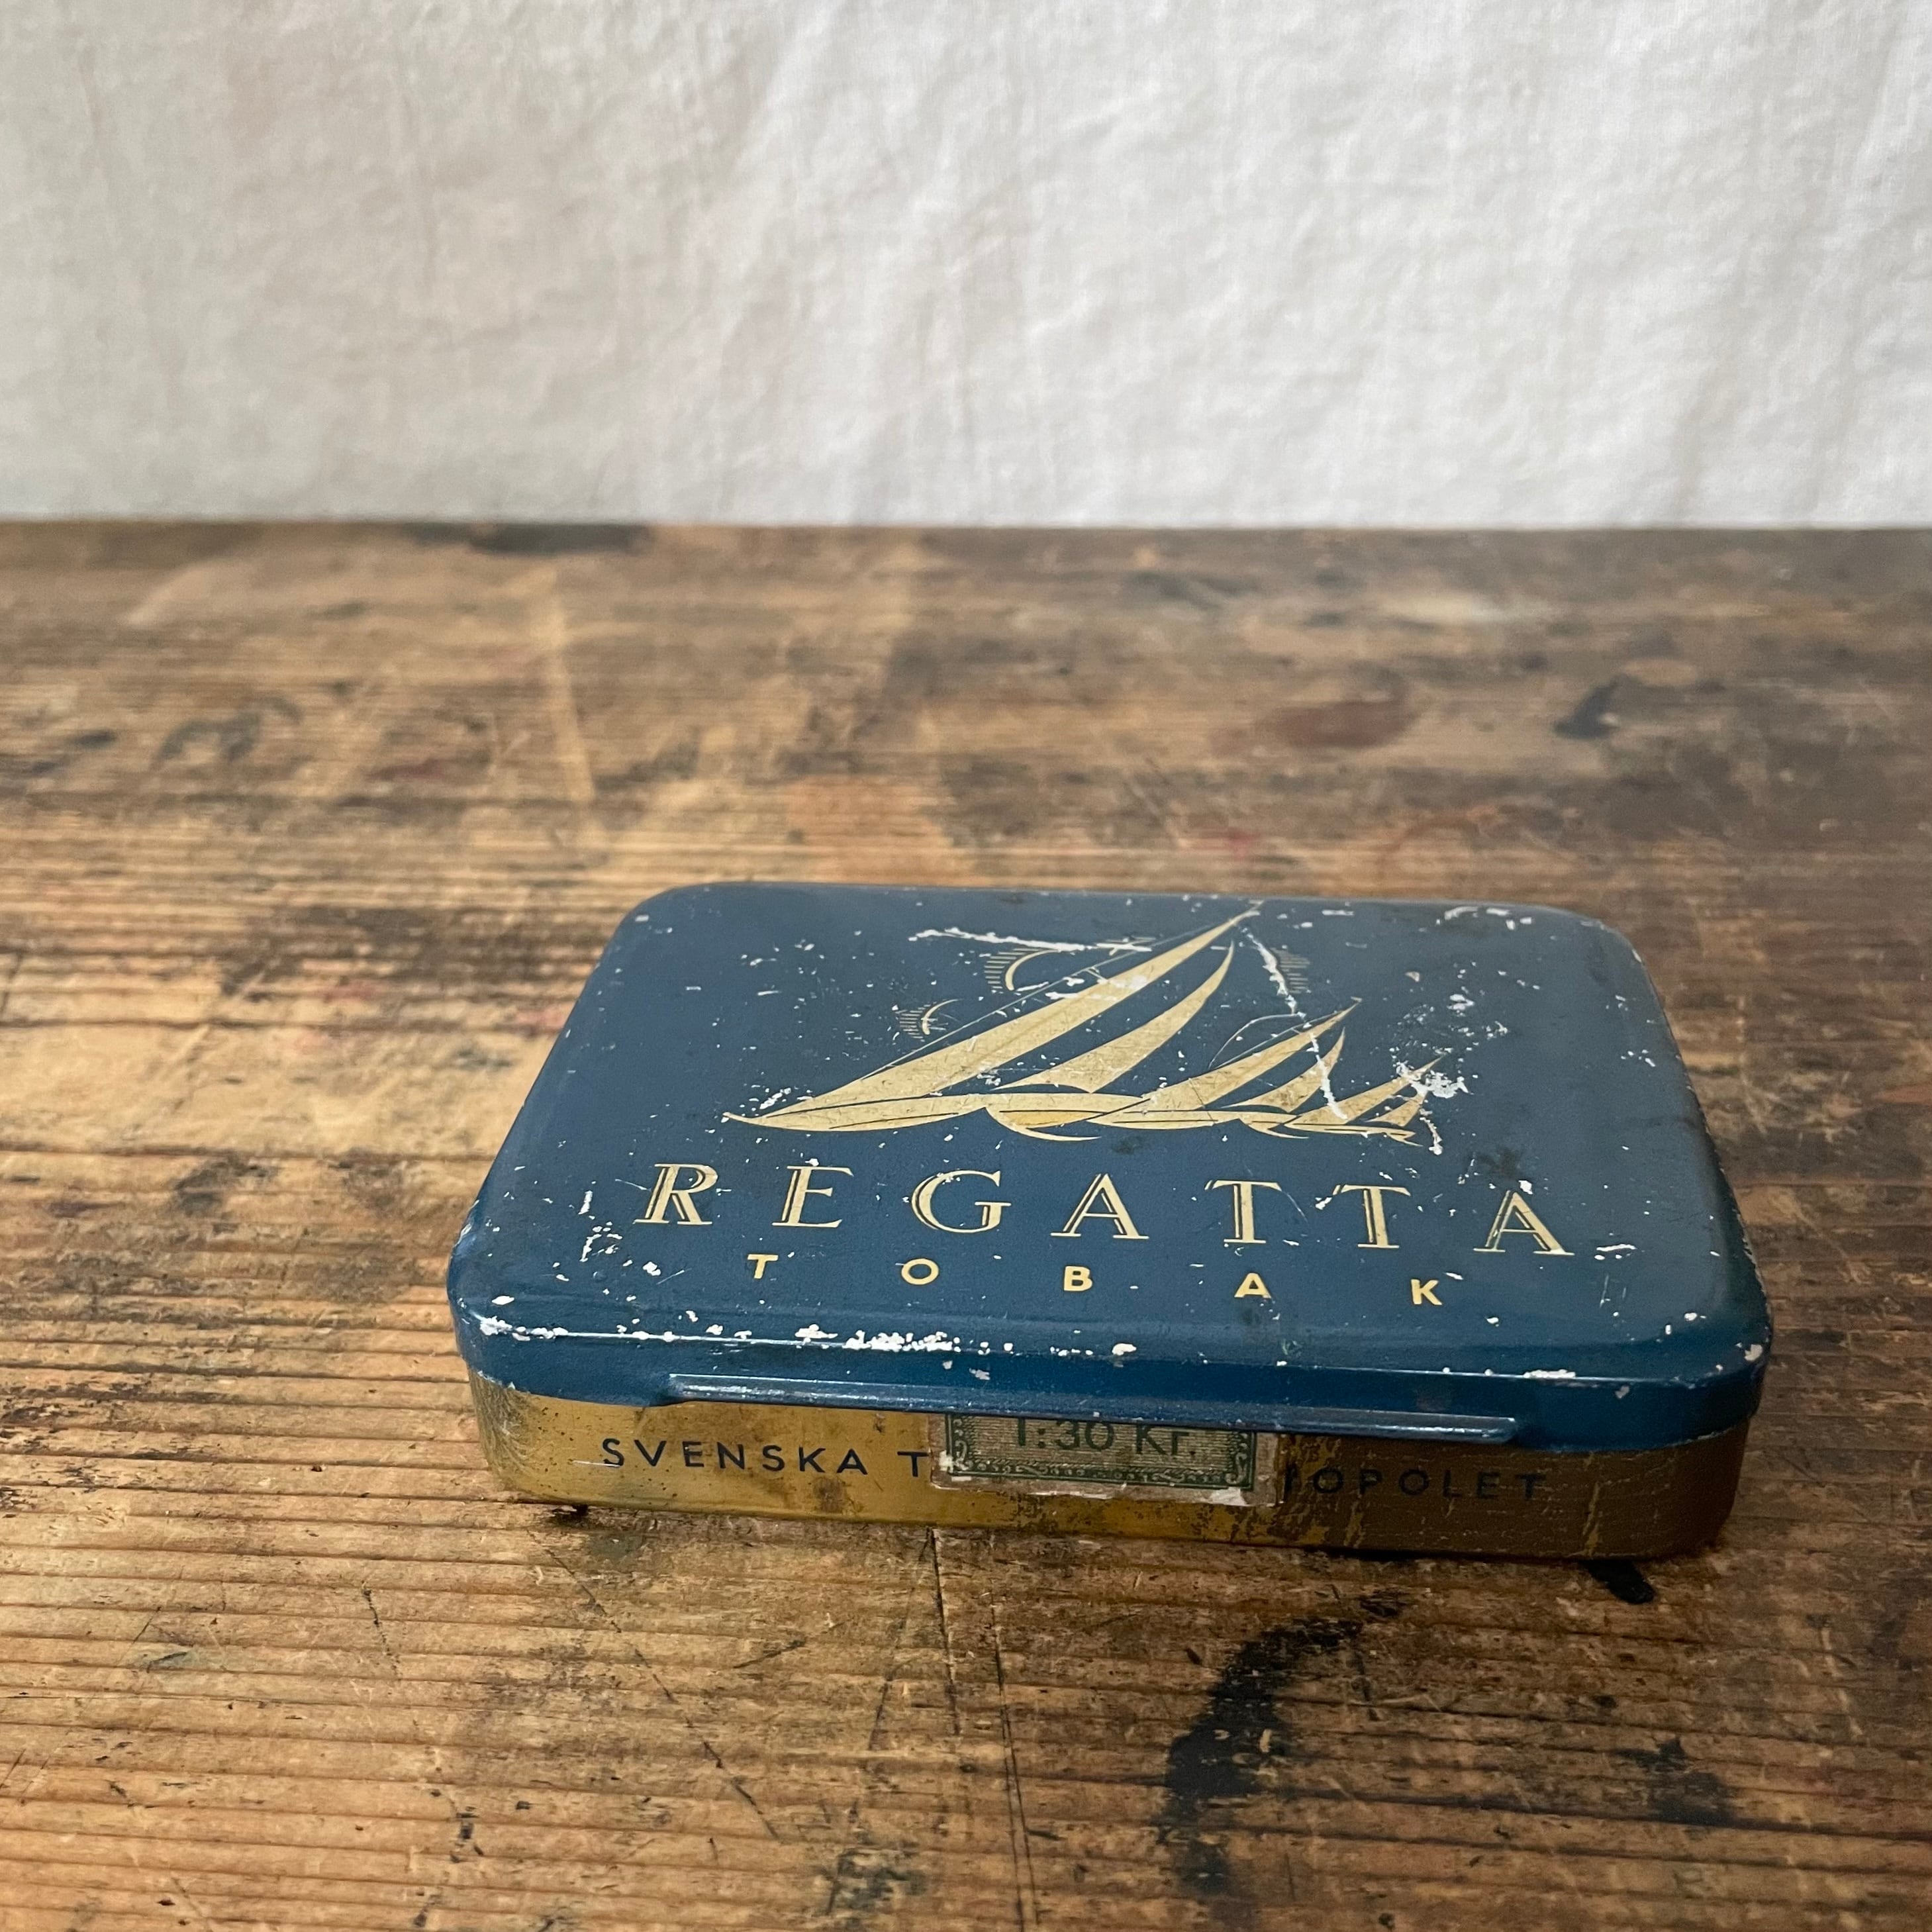 REGATTA
TOBAK
1:30 Kr.
SVENSKA T OPOLET